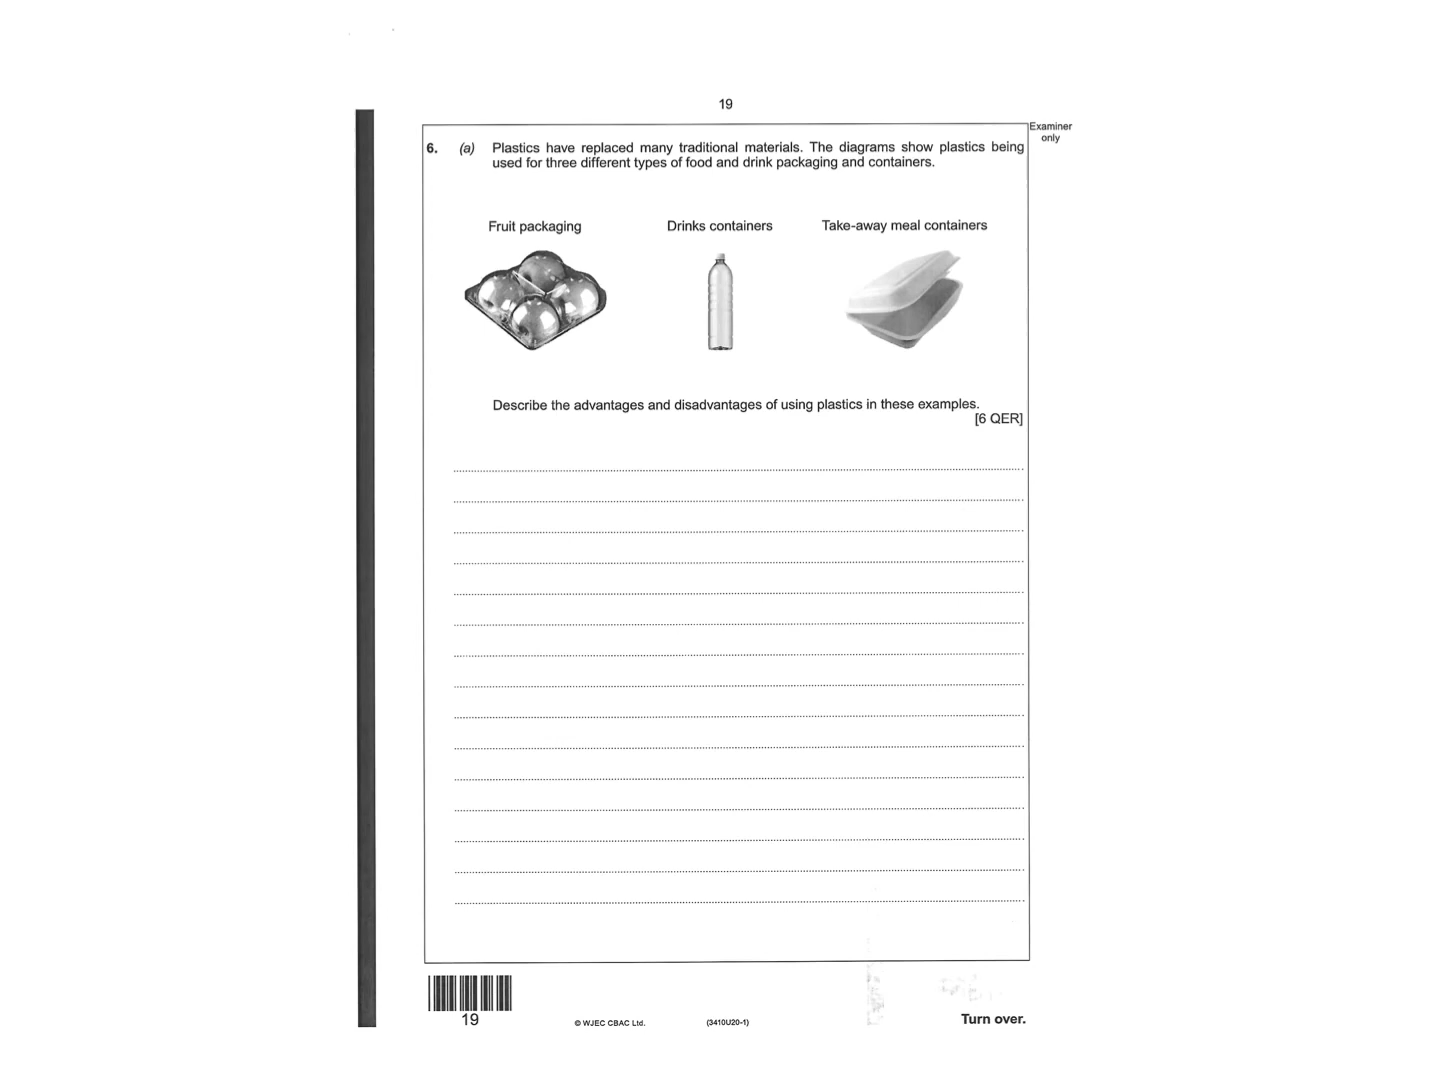 19
Examiner
only
6. (a) Plastics have replaced many traditional materials. The diagrams show plastics being
used for three different types of food and drink packaging and containers.
Fruit packaging Drinks containers Take-away meal containers
Describe the advantages and disadvantages of using plastics in these examples.
[6 QER]
19
© WJEC CBAC Ltd. (3410U20-1) Turn over.